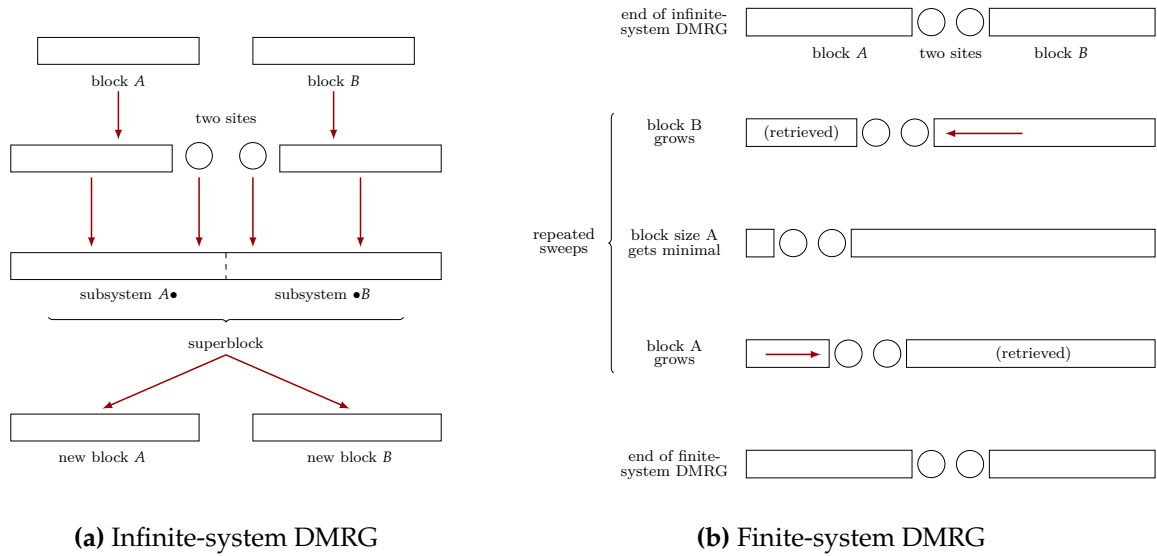 block A
block B
two sites
subsystem A●
subsystem ●B
superblock
new block A
new block B
(a) Infinite-system DMRG
end of infinite-
system DMRG
block A
two sites
block B
block B
grows
(retrieved)
repeated
sweeps
block size A
gets minimal
block A
grows
(retrieved)
end of finite-
system DMRG
(b) Finite-system DMRG